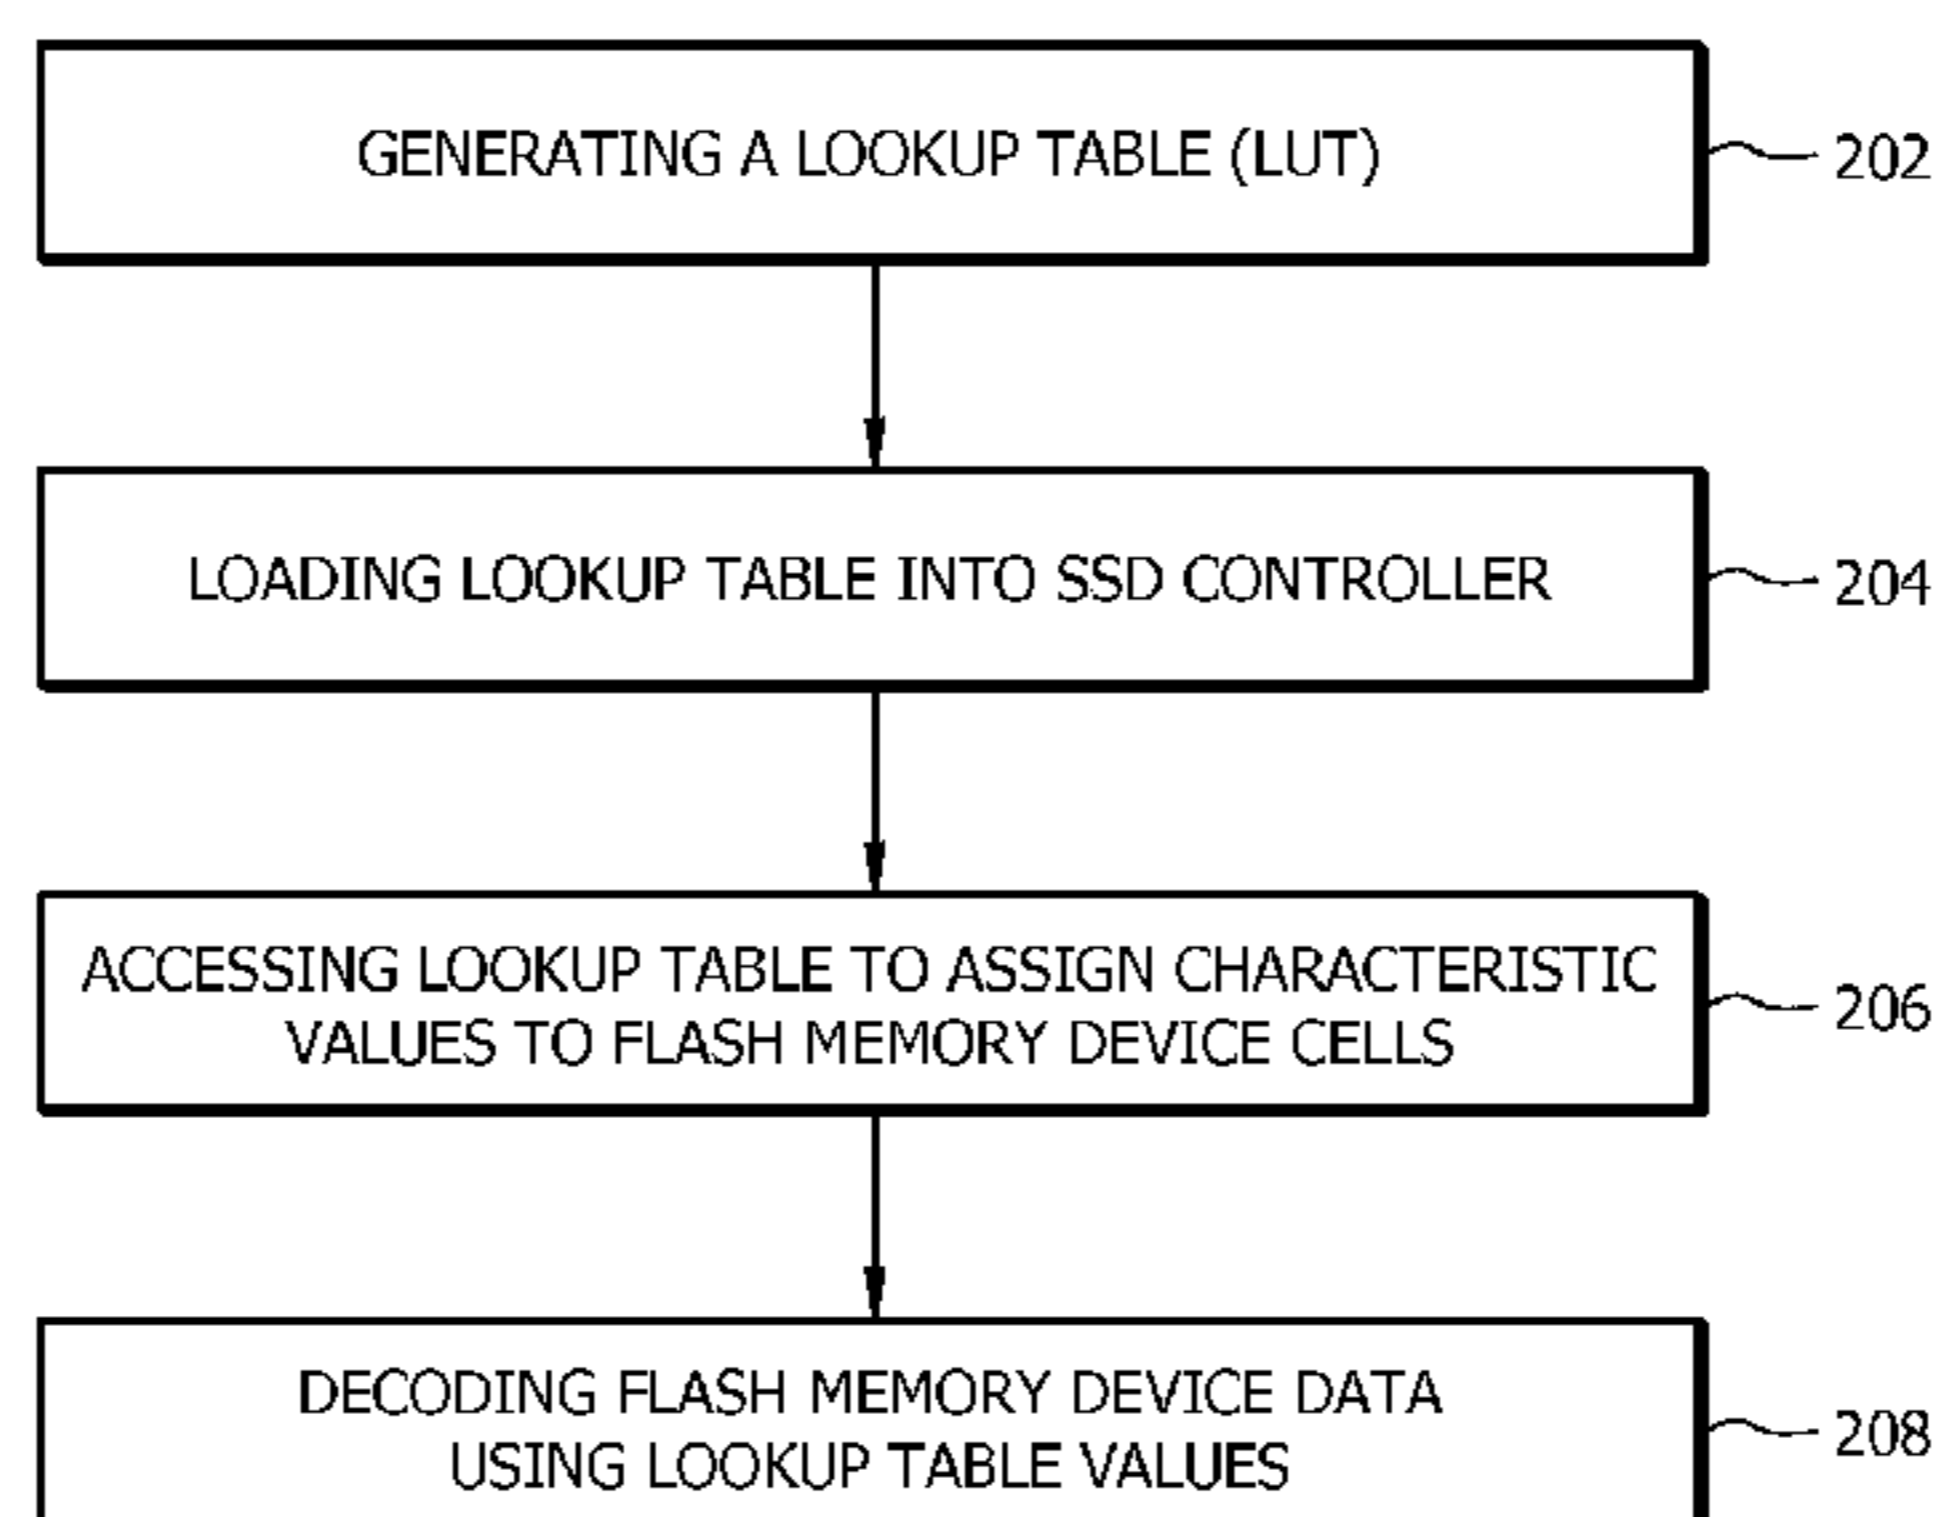 GENERATING A LOOKUP TABLE (LUT)
202
LOADING LOOKUP TABLE INTO SSD CONTROLLER
204
ACCESSING LOOKUP TABLE TO ASSIGN CHARACTERISTIC
VALUES TO FLASH MEMORY DEVICE CELLS
206
DECODING FLASH MEMORY DEVICE DATA
USING LOOKUP TABLE VALUES
208